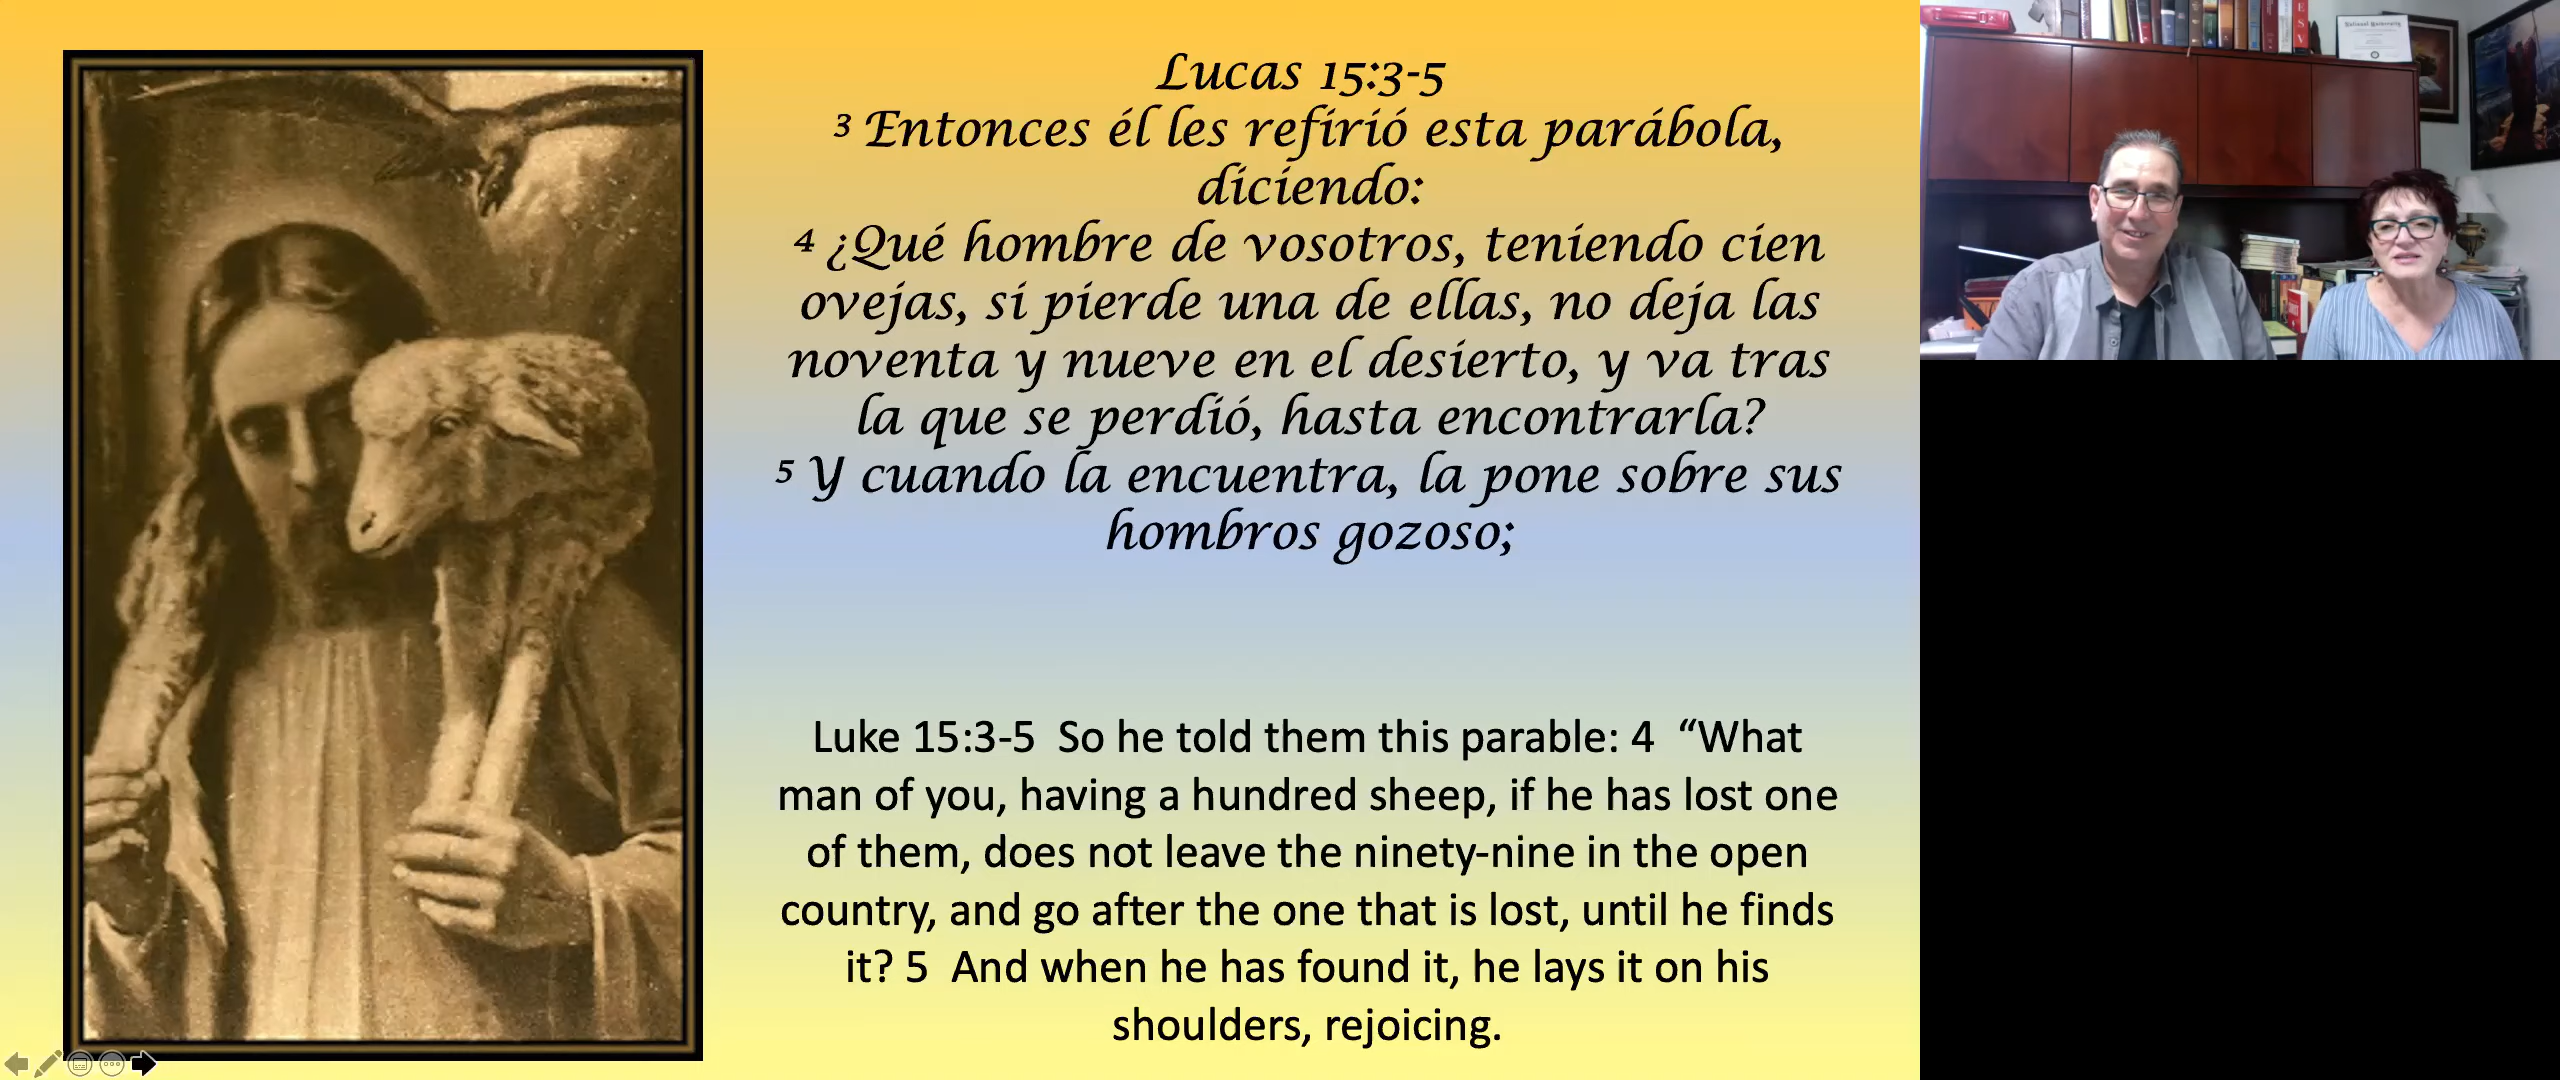 Lucas 15:3-5
3 Entonces él les refirió esta parábola,
diciendo:
4 ¿Qué hombre de vosotros, teniendo cien
ovejas, si pierde una de ellas, no deja las
noventa y nueve en el desierto, y va tras
la que se perdió, hasta encontrarla?
5 Y cuando la encuentra, la pone sobre sus
hombros gozoso;
Luke 15:3-5  So he told them this parable: 4  “What
man of you, having a hundred sheep, if he has lost one
of them, does not leave the ninety-nine in the open
country, and go after the one that is lost, until he finds
it? 5  And when he has found it, he lays it on his
shoulders, rejoicing.